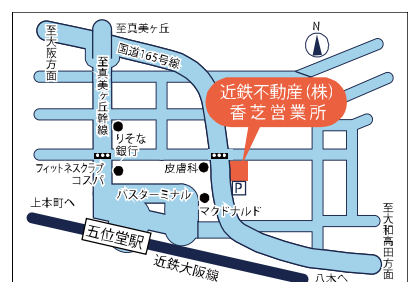 至真美ヶ丘
N
至大阪方面
国道165号線
至真美ヶ丘幹線
近鉄不動産(株)
香芝営業所
りそな
銀行
フィットネスクラブ
コスパ
皮膚科
P
バスターミナル
マクドナルド
上本町へ
五位堂駅
近鉄大阪線
八木へ
至大和高田方面